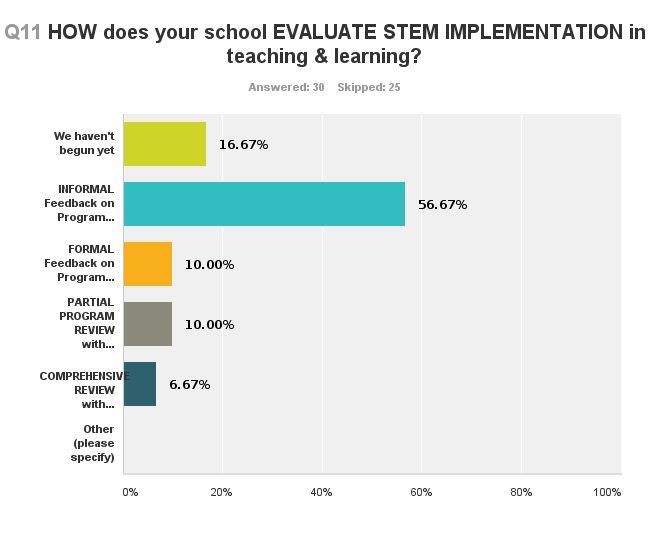 Q11 HOW does your school EVALUATE STEM IMPLEMENTATION in
teaching & learning?
Answered: 30 Skipped: 25
We haven't
begun yet
16.67%
INFORMAL
Feedback on
Program...
56.67%
FORMAL
Feedback on
Program...
10.00%
PARTIAL
PROGRAM
REVIEW
with...
10.00%
COMPREHENSIVE
REVIEW
with...
6.67%
Other
(please
specify)
0% 20% 40% 60% 80% 100%